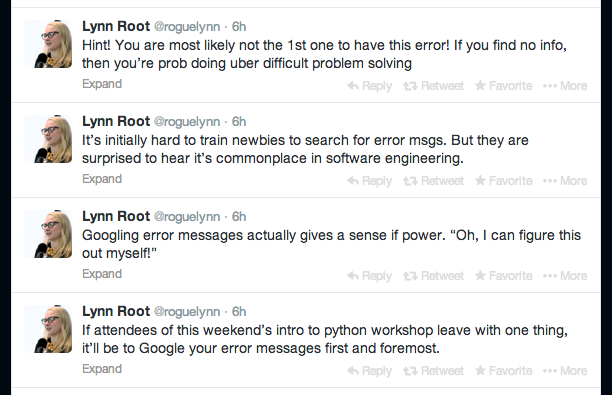 Lynn Root @roguelynn · 6h
Hint! You are most likely not the 1st one to have this error! If you find no info,
then you're prob doing uber difficult problem solving
Expand
Reply Retweet Favorite More
Lynn Root @roguelynn · 6h
It's initially hard to train newbies to search for error msgs. But they are
surprised to hear it's commonplace in software engineering.
Expand
Reply Retweet Favorite More
Lynn Root @roguelynn · 6h
Googling error messages actually gives a sense if power. “Oh, I can figure this
out myself!”
Expand
Reply Retweet Favorite More
Lynn Root @roguelynn · 6h
If attendees of this weekend's intro to python workshop leave with one thing,
it'll be to Google your error messages first and foremost.
Expand
Reply Retweet Favorite More